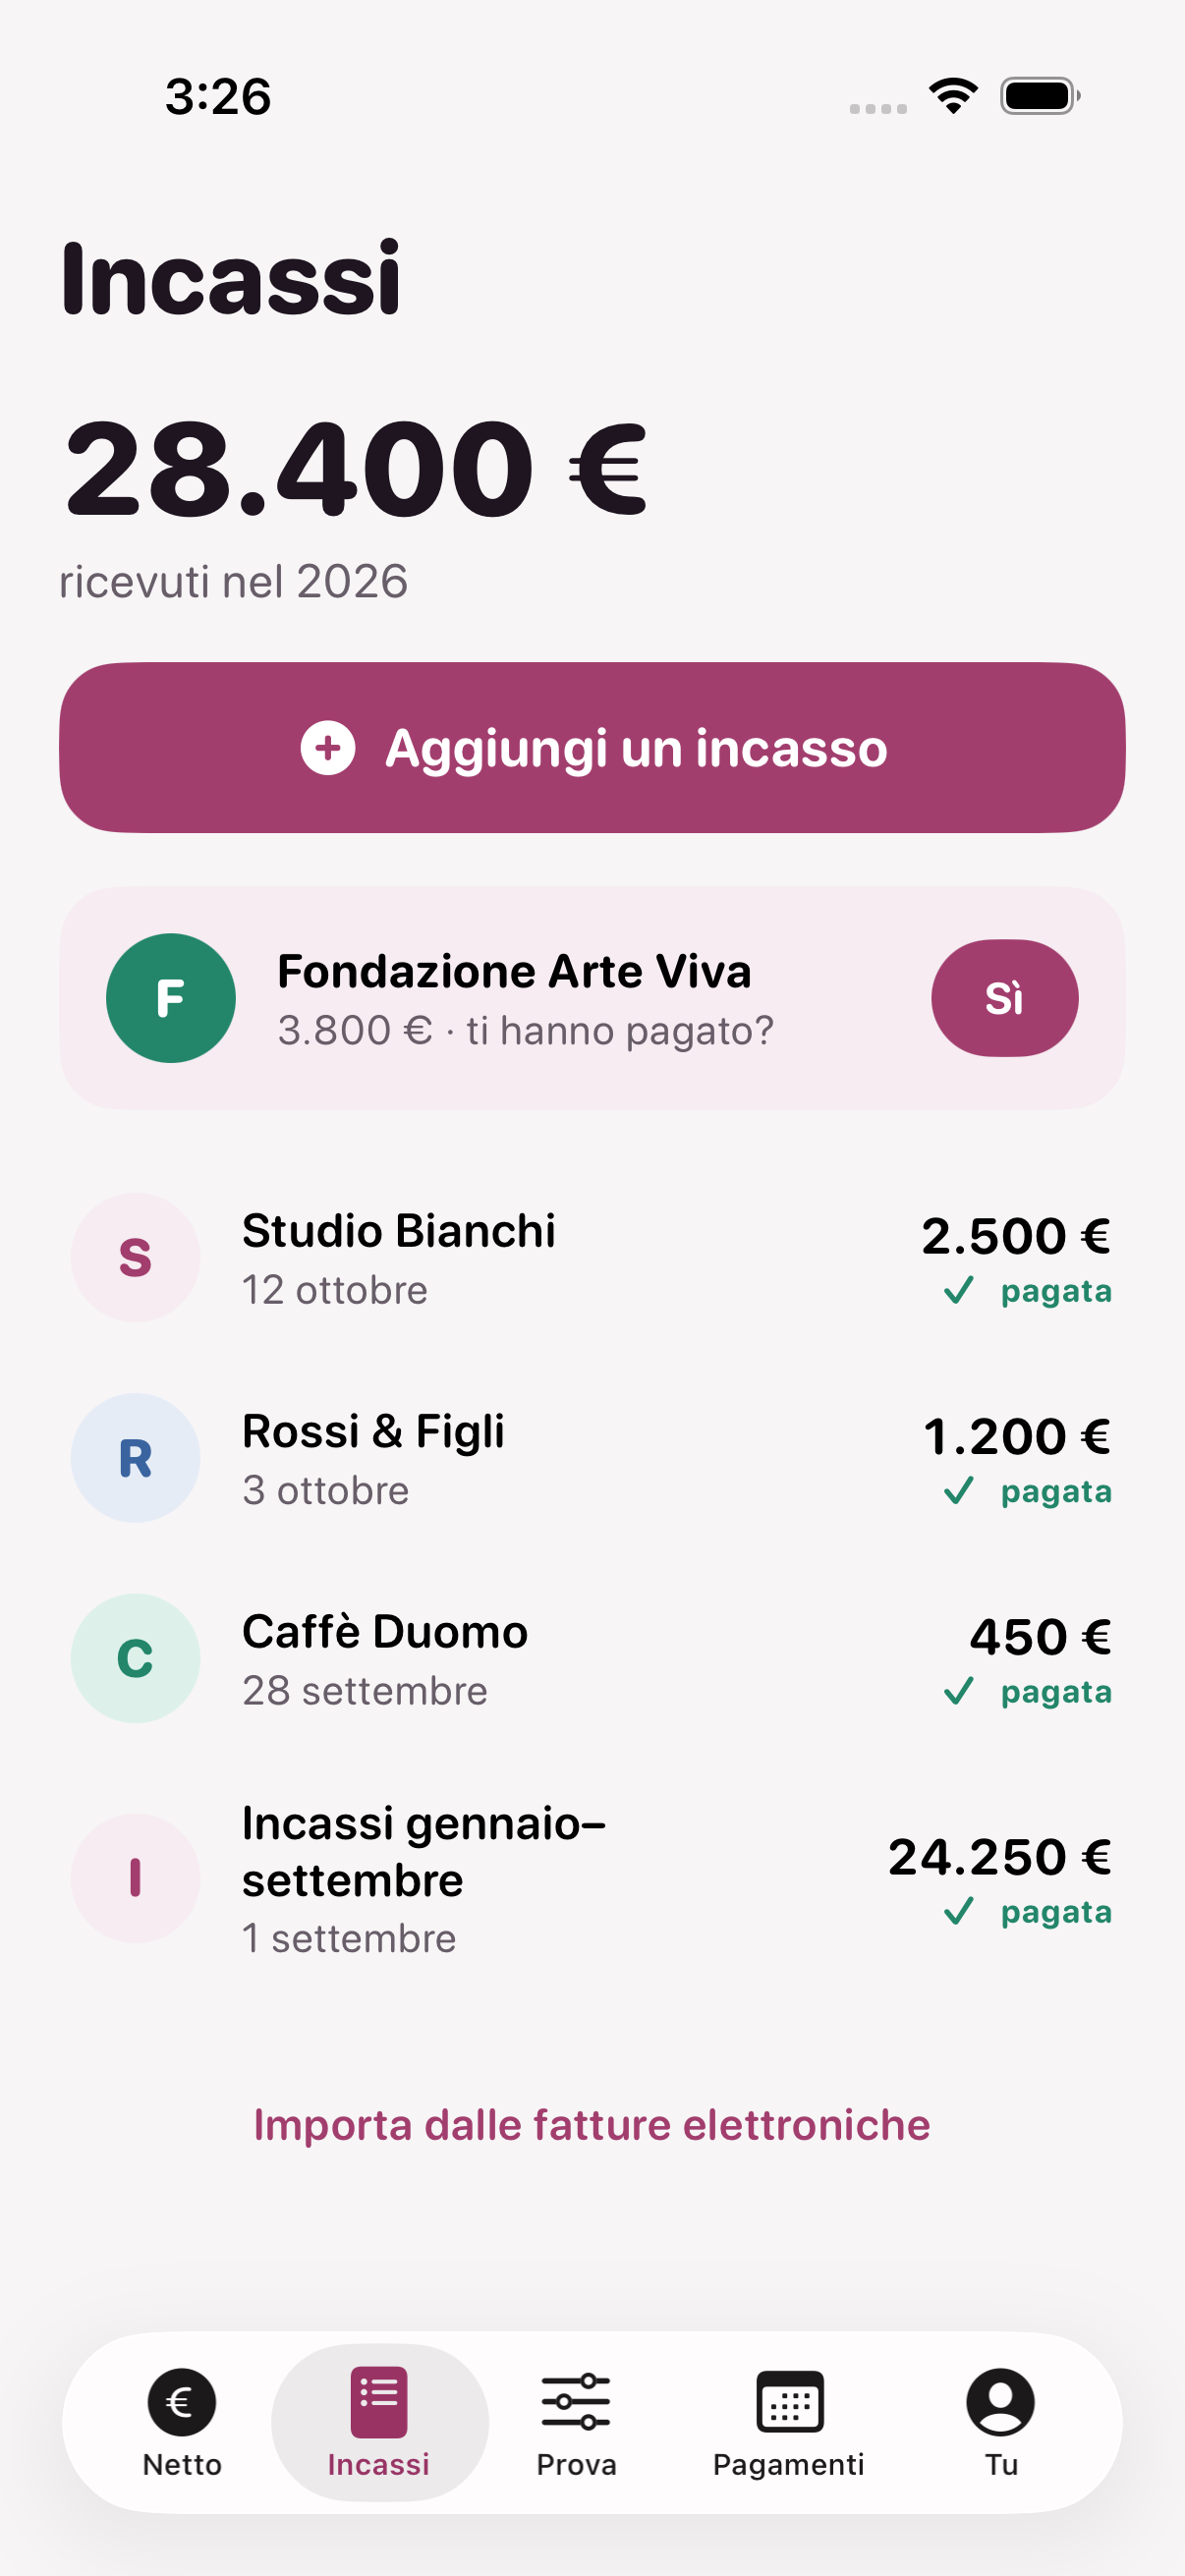 3:26
Incassi
28.400 €
ricevuti nel 2026
Aggiungi un incasso
F
Fondazione Arte Viva
3.800 € · ti hanno pagato?
Sì
S
Studio Bianchi
12 ottobre
2.500 €
✓ pagata
R
Rossi & Figli
3 ottobre
1.200 €
✓ pagata
C
Caffè Duomo
28 settembre
450 €
✓ pagata
I
Incassi gennaio–
settembre
1 settembre
24.250 €
✓ pagata
Importa dalle fatture elettroniche
€
Netto
Incassi
Prova
Pagamenti
Tu